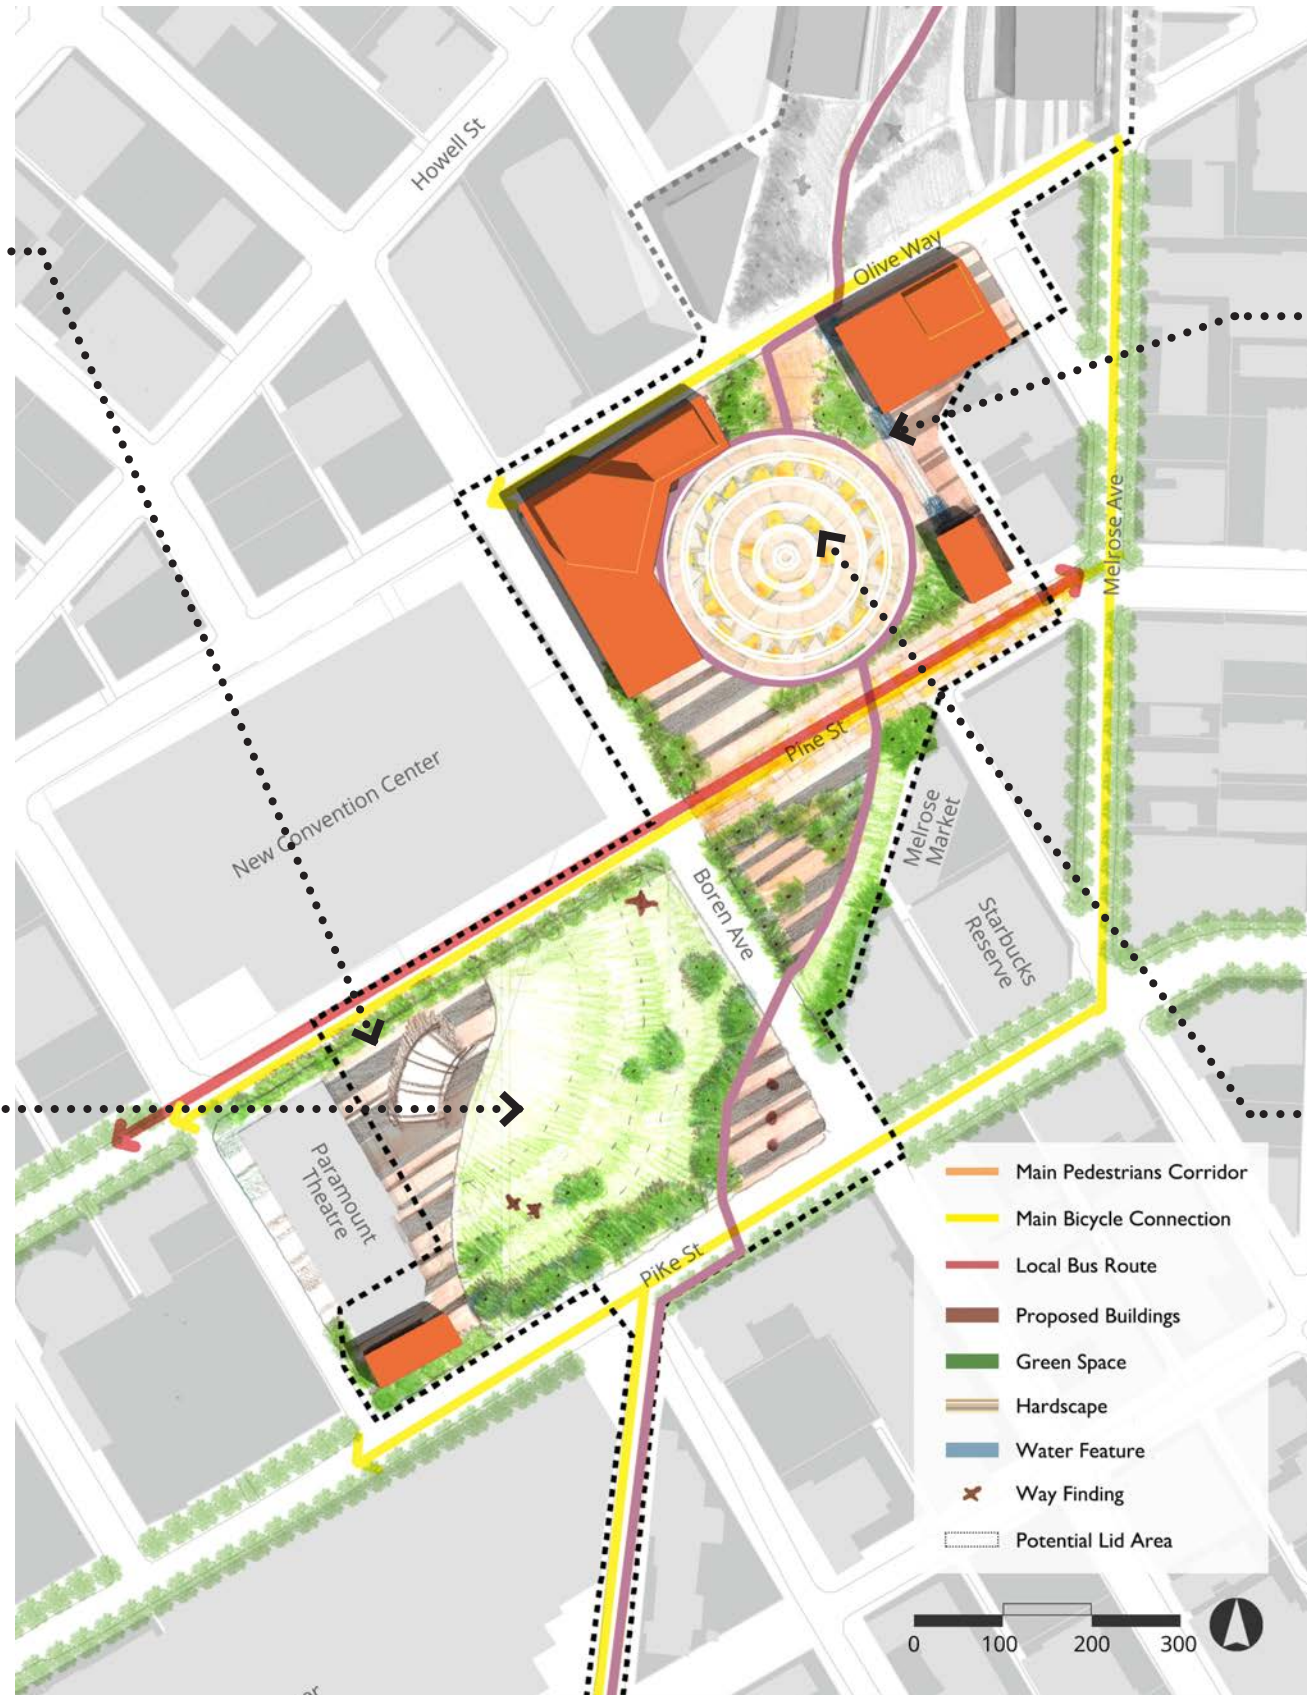 Howell St
Olive Way
Melrose Ave
Pine St
New Convention Center
Melrose
Market
Boren Ave
Starbucks
Reserve
Paramount
Theatre
PiKe St
Main Pedestrians Corridor
Main Bicycle Connection
Local Bus Route
Proposed Buildings
Green Space
Hardscape
Water Feature
Way Finding
Potential Lid Area
0 100 200 300